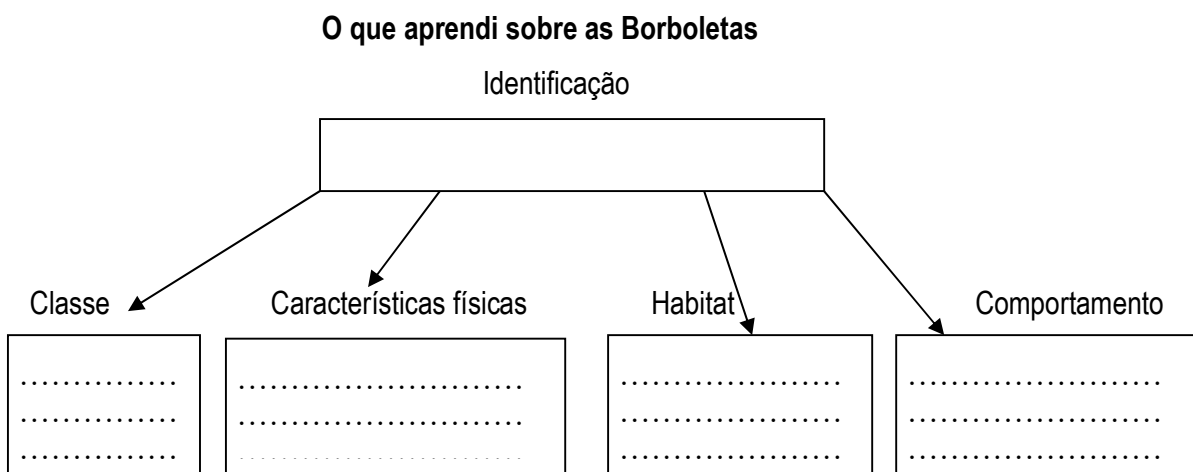 O que aprendi sobre as Borboletas
Identificação
Classe Características físicas Habitat Comportamento
............... ........................... ..................... ........................
............... ........................... ..................... ........................
............... ........................... ..................... ........................